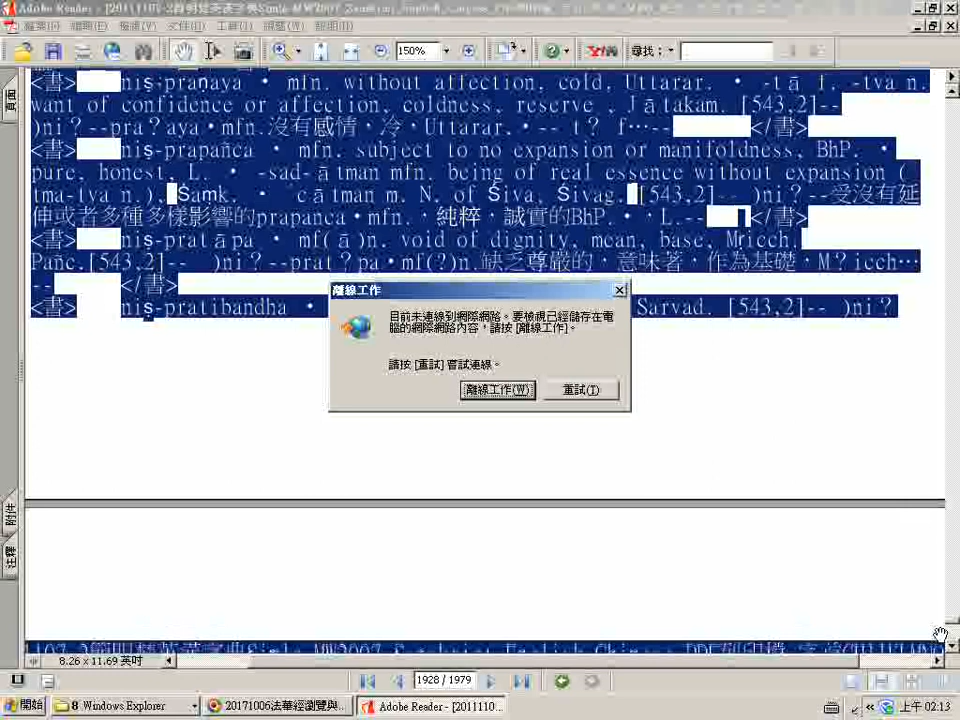 Adobe Reader
150%
尋找:
niṣ-praṇaya • mfn. without affection, cold, Uttarar. • -tā f. -tva n.
want of confidence or affection, coldness, reserve , Jātakam. [543,2]--
)ni?--pra?aya•mfn.沒有感情，冷，Uttarar.•-- t? f…-- </書>
<書> niṣ-prapañca • mfn. subject to no expansion or manifoldness, BhP. •
pure, honest, L. • -sad-ātman mfn. being of real essence without expansion (
tma-tva n.), Śaṃk. • °cātman m. N. of Śiva, Śivag. [543,2]-- )ni?--受沒有延
伸或者多種多樣影響的prapanca•mfn.，純粹，誠實的BhP.•，L.-- </書>
<書> niṣ-pratāpa • mf(ā)n. void of dignity, mean, base, Mṛicch.
Pañc.[543,2]-- )ni?--prat?pa•mf(?)n.缺乏尊嚴的，意味著，作為基礎，M?icch…
-- </書>
<書> niṣ-pratibandha • Sarvad. [543,2]-- )ni?
離線工作
目前未連線到網際網路。要檢視已經儲存在電
腦的網際網路內容，請按 [離線工作]。
請按 [重試] 嘗試連線。
離線工作(W) 重試(T)
頁面
附件
注釋
8.26 x 11.69 英吋
1928 / 1979
開始
8 Windows Explorer
20171006法華經瀏覽與...
Adobe Reader - [2011110...
上午 02:13